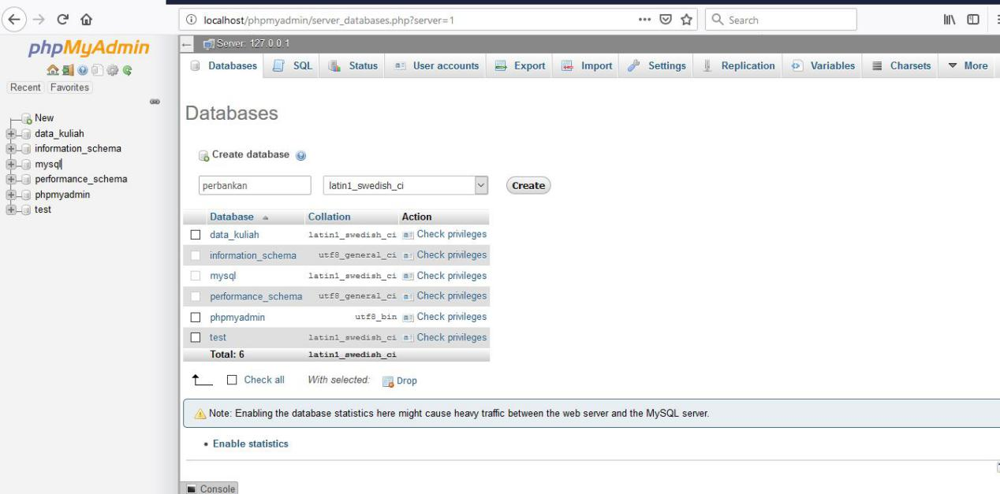 localhost/phpmyadmin/server_databases.php?server=1
Search
phpMyAdmin
Recent Favorites
New
data_kuliah
information_schema
mysql
performance_schema
phpmyadmin
test
Server: 127.0.0.1
Databases SQL Status User accounts Export Import Settings Replication Variables Charsets More
Databases
Create database
perbankan latin1_swedish_ci Create
Database Collation Action
data_kuliah latin1_swedish_ci Check privileges
information_schema utf8_general_ci Check privileges
mysql latin1_swedish_ci Check privileges
performance_schema utf8_general_ci Check privileges
phpmyadmin utf8_bin Check privileges
test latin1_swedish_ci Check privileges
Total: 6 latin1_swedish_ci
Check all With selected: Drop
Note: Enabling the database statistics here might cause heavy traffic between the web server and the MySQL server.
• Enable statistics
Console